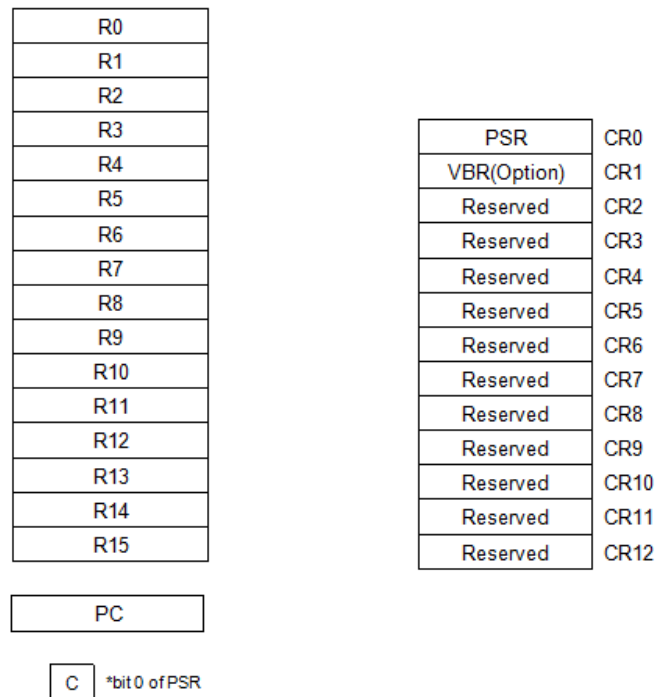 R0
R1
R2
R3
R4
R5
R6
R7
R8
R9
R10
R11
R12
R13
R14
R15
PC
C *bit 0 of PSR
PSR CR0
VBR(Option) CR1
Reserved CR2
Reserved CR3
Reserved CR4
Reserved CR5
Reserved CR6
Reserved CR7
Reserved CR8
Reserved CR9
Reserved CR10
Reserved CR11
Reserved CR12